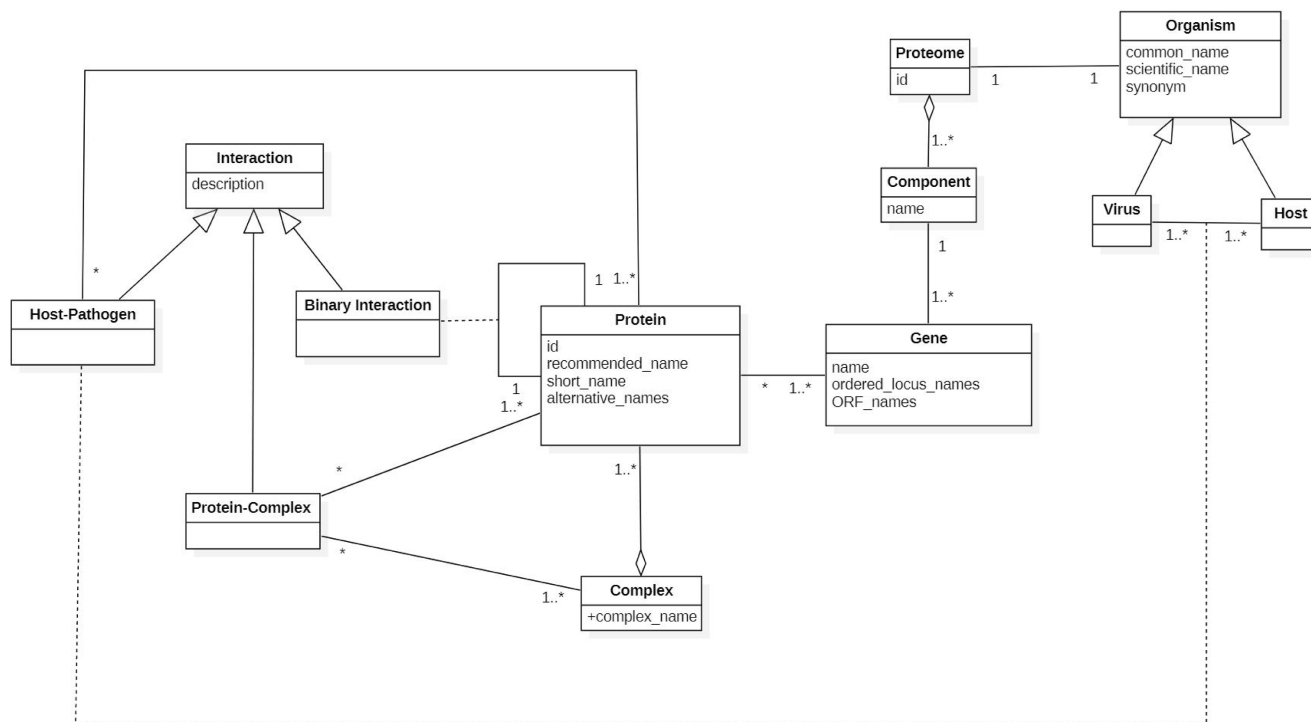 Organism
common_name
scientific_name
synonym
Proteome
id
1
1
1..*
Interaction
description
Component
name
Virus
Host
1..*
1..*
1
*
1
1..*
1..*
Host-Pathogen
Binary Interaction
Protein
id
recommended_name
short_name
alternative_names
Gene
name
ordered_locus_names
ORF_names
1
1..*
*
1..*
*
1..*
Protein-Complex
*
1..*
Complex
+complex_name